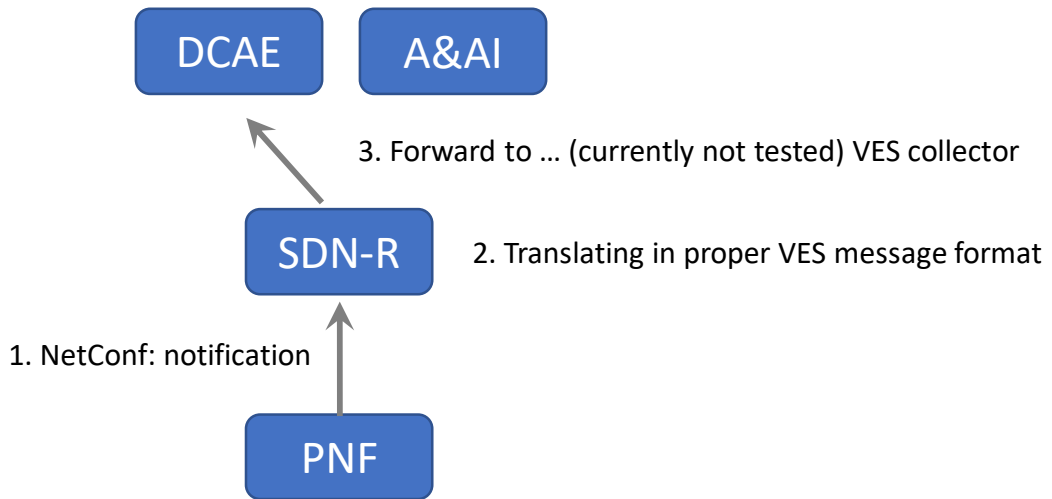 DCAE
A&AI
3. Forward to … (currently not tested) VES collector
SDN-R
2. Translating in proper VES message format
1. NetConf: notification
PNF